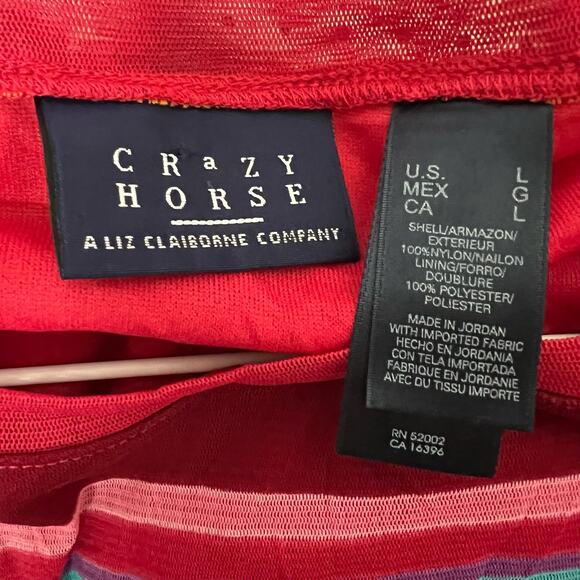 CRaZY
HORSE
A LIZ CLAIBORNE COMPANY
U.S. L
MEX G
CA L
SHELL/ARMAZON/
EXTERIEUR
100%NYLON/NAILON
LINING/FORRO/
DOUBLURE
100% POLYESTER/
POLIESTER
MADE IN JORDAN
WITH IMPORTED FABRIC
HECHO EN JORDANIA
CON TELA IMPORTADA
FABRIQUE EN JORDANIE
AVEC DU TISSU IMPORTE
RN 52002
CA 16396